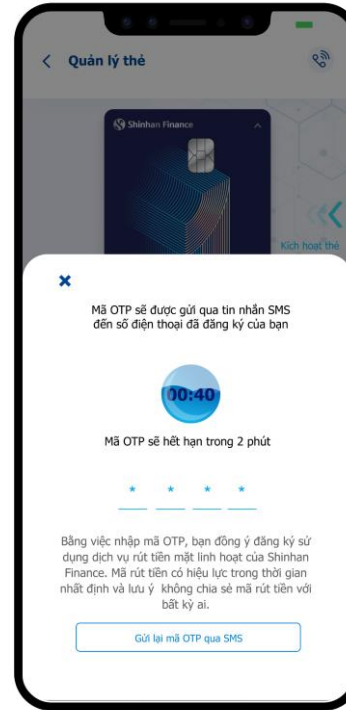 Quản lý thẻ
Shinhan Finance
Kích hoạt thẻ
Mã OTP sẽ được gửi qua tin nhắn SMS
đến số điện thoại đã đăng ký của bạn
00:40
Mã OTP sẽ hết hạn trong 2 phút
* * * *
Bằng việc nhập mã OTP, bạn đồng ý đăng ký sử
dụng dịch vụ rút tiền mặt linh hoạt của Shinhan
Finance. Mã rút tiền có hiệu lực trong thời gian
nhất định và lưu ý không chia sẻ mã rút tiền với
bất kỳ ai.
Gửi lại mã OTP qua SMS